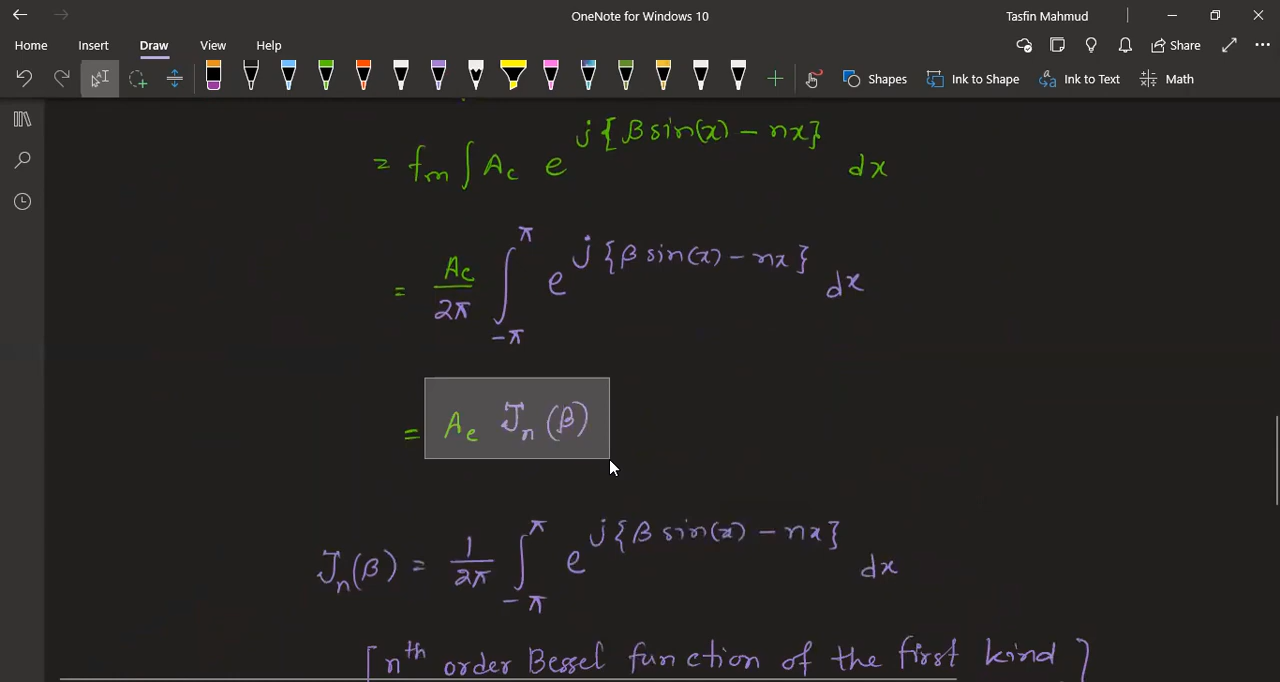 OneNote for Windows 10
Tasfin Mahmud
Home Insert Draw View Help
Share
Shapes Ink to Shape Ink to Text Math
= fm ∫ Ac e^j{β sin(x) − nx} dx
= Ac/2π ∫_−π^π e^j{β sin(x) − nx} dx
= Ac Jn(β)
Jn(β) = 1/2π ∫_−π^π e^j{β sin(x) − nx} dx
[nth order Bessel function of the first kind]